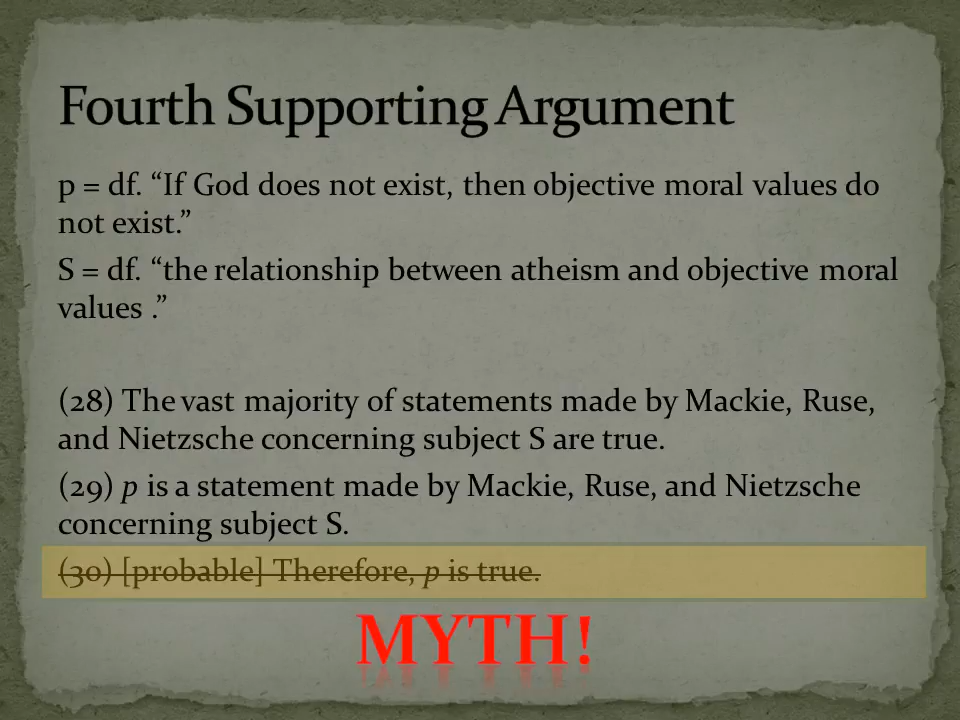 Fourth Supporting Argument
p = df. “If God does not exist, then objective moral values do
not exist.”
S = df. “the relationship between atheism and objective moral
values .”
(28) The vast majority of statements made by Mackie, Ruse,
and Nietzsche concerning subject S are true.
(29) p is a statement made by Mackie, Ruse, and Nietzsche
concerning subject S.
(30) [probable] Therefore, p is true.
MYTH!